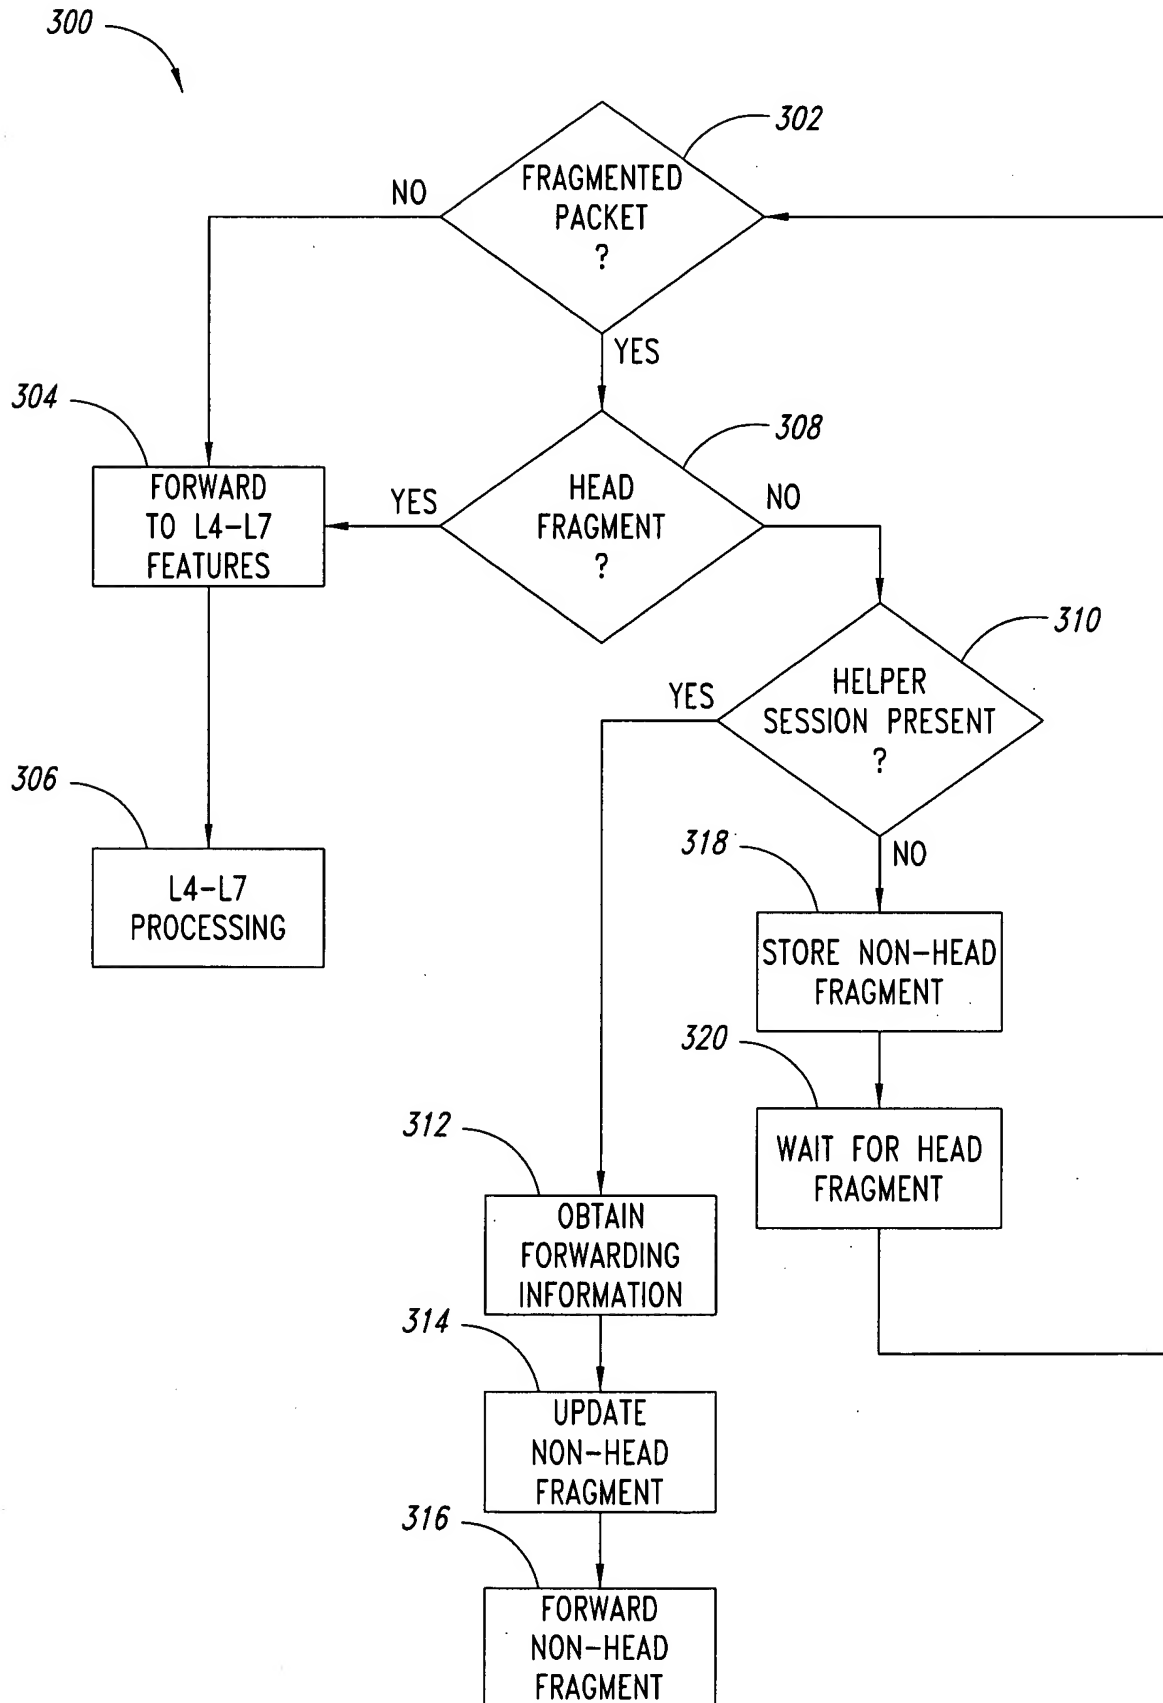 300
302
FRAGMENTED
PACKET
?
NO
YES
304
308
FORWARD
TO L4-L7
FEATURES
YES
HEAD
FRAGMENT
?
NO
310
YES
HELPER
SESSION PRESENT
?
306
L4-L7
PROCESSING
318
NO
STORE NON-HEAD
FRAGMENT
320
WAIT FOR HEAD
FRAGMENT
312
OBTAIN
FORWARDING
INFORMATION
314
UPDATE
NON-HEAD
FRAGMENT
316
FORWARD
NON-HEAD
FRAGMENT